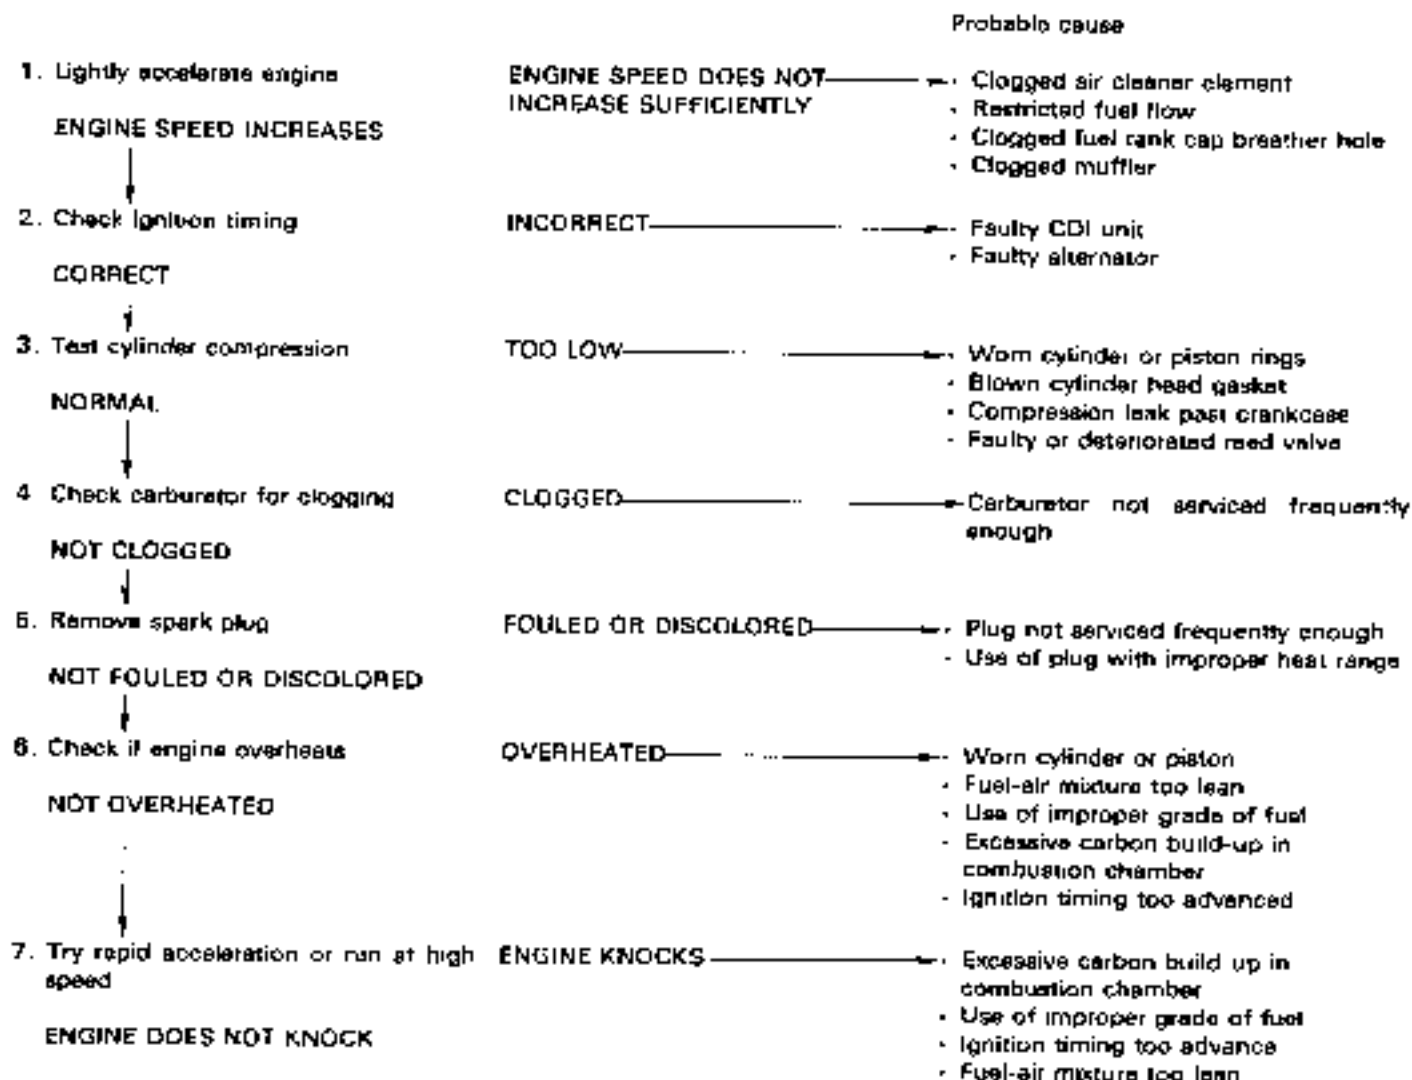 Probable cause
1. Lightly accelerate engine
ENGINE SPEED INCREASES
ENGINE SPEED DOES NOT
INCREASE SUFFICIENTLY
- Clogged air cleaner element
- Restricted fuel flow
- Clogged fuel tank cap breather hole
- Clogged muffler
2. Check ignition timing
CORRECT
INCORRECT
- Faulty CDI unit
- Faulty alternator
3. Test cylinder compression
NORMAL
TOO LOW
- Worn cylinder or piston rings
- Blown cylinder head gasket
- Compression leak past crankcase
- Faulty or deteriorated reed valve
4 Check carburetor for clogging
NOT CLOGGED
CLOGGED
- Carburetor not serviced frequently
enough
5. Remove spark plug
NOT FOULED OR DISCOLORED
FOULED OR DISCOLORED
- Plug not serviced frequently enough
- Use of plug with improper heat range
6. Check if engine overheats
NOT OVERHEATED
OVERHEATED
- Worn cylinder or piston
- Fuel-air mixture too lean
- Use of improper grade of fuel
- Excessive carbon build-up in
combustion chamber
- Ignition timing too advanced
7. Try rapid acceleration or run at high
speed
ENGINE DOES NOT KNOCK
ENGINE KNOCKS
- Excessive carbon build up in
combustion chamber
- Use of improper grade of fuel
- Ignition timing too advance
- Fuel-air mixture too lean